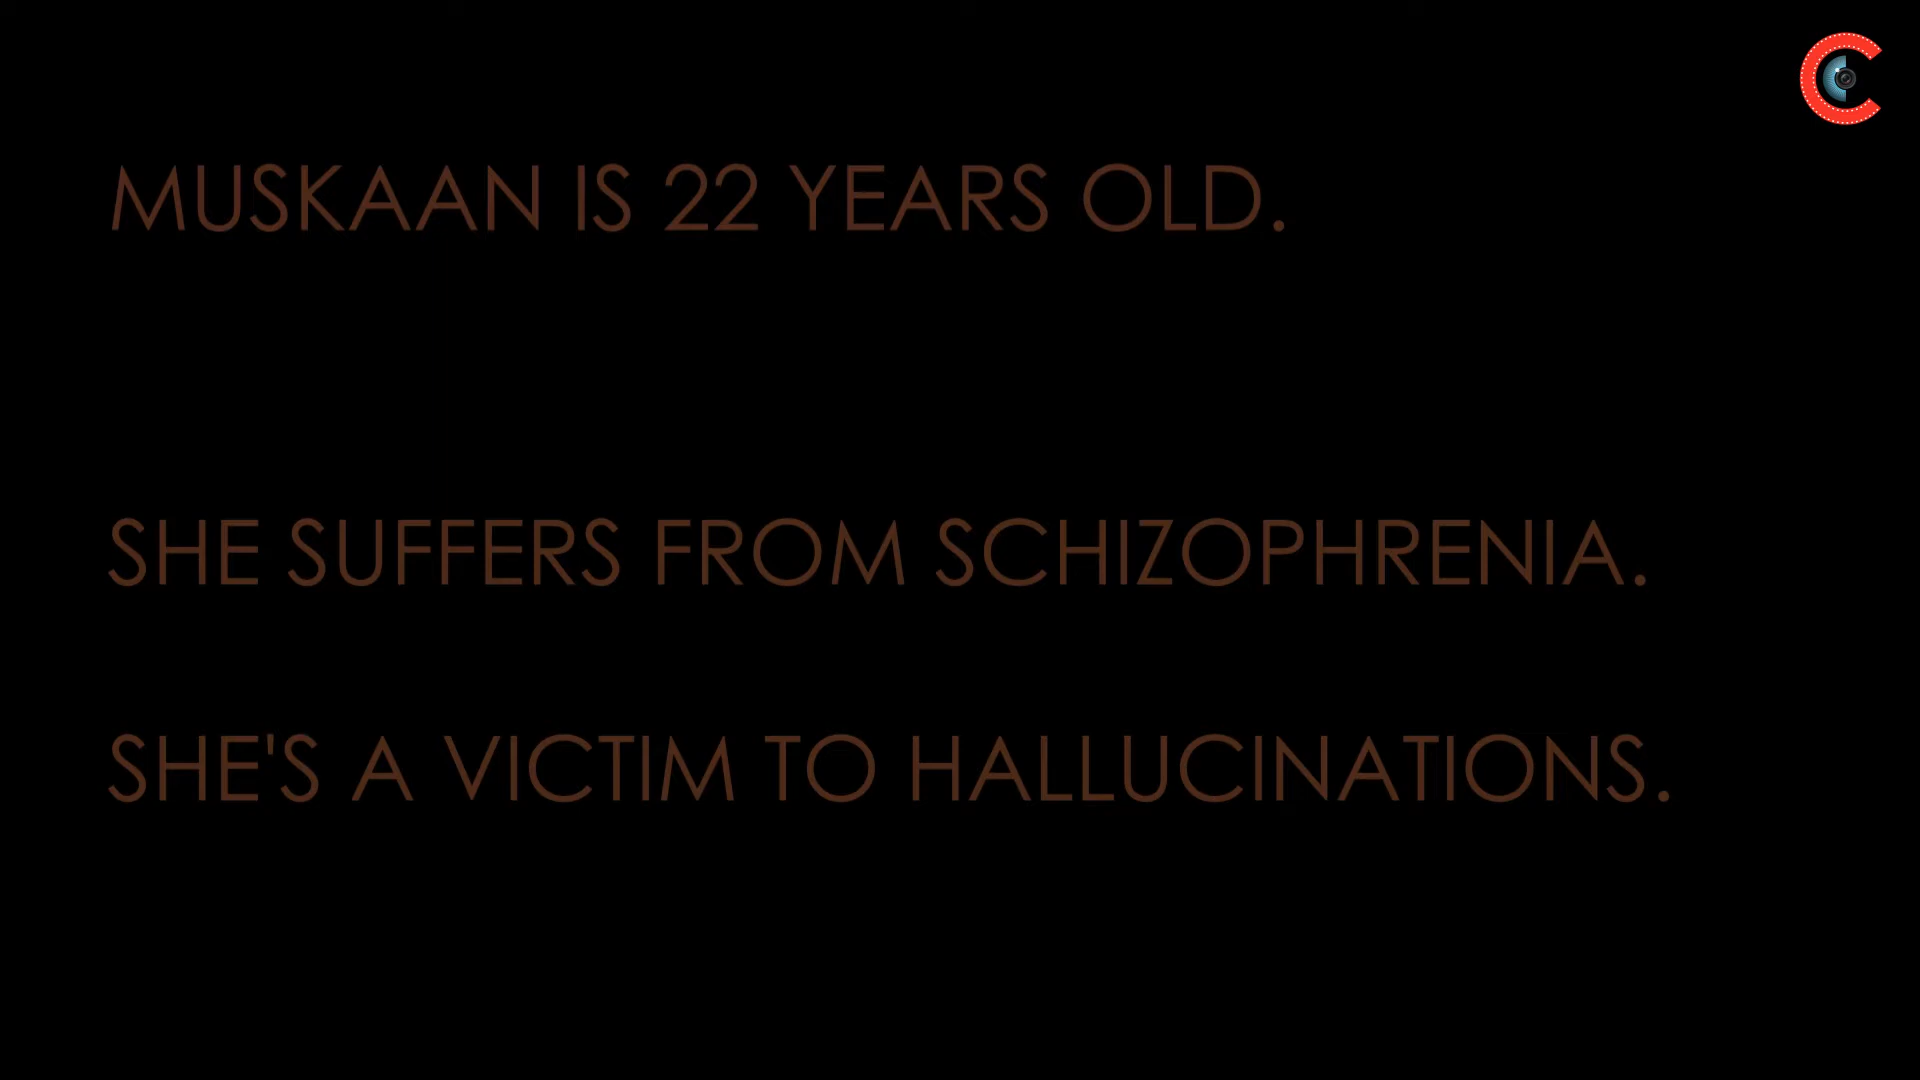 MUSKAAN IS 22 YEARS OLD.
SHE SUFFERS FROM SCHIZOPHRENIA.
SHE'S A VICTIM TO HALLUCINATIONS.